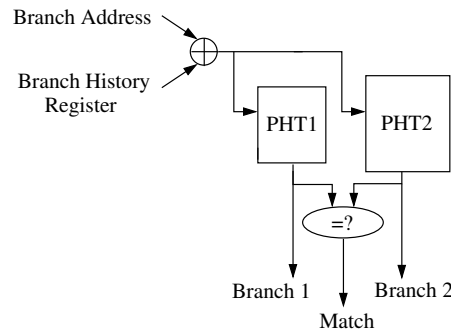 Branch Address
Branch History
Register
PHT1
PHT2
=?
Branch 1
Branch 2
Match